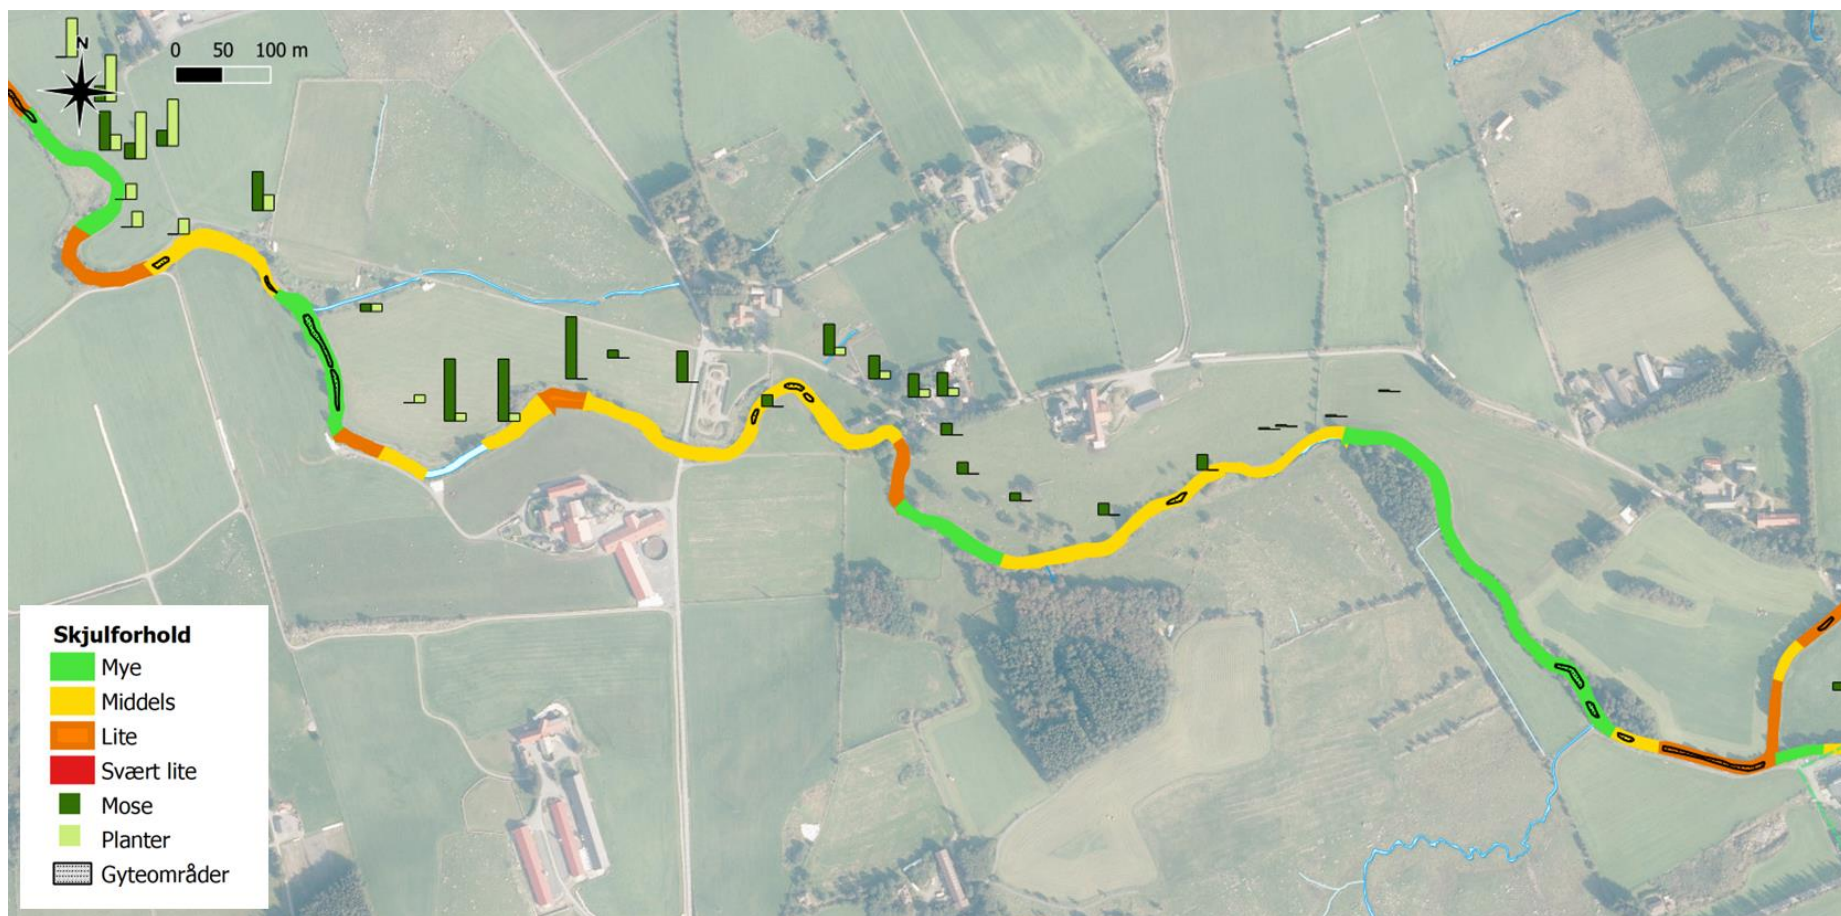 N
0 50 100 m
Skjulforhold
Mye
Middels
Lite
Svært lite
Mose
Planter
Gyteområder